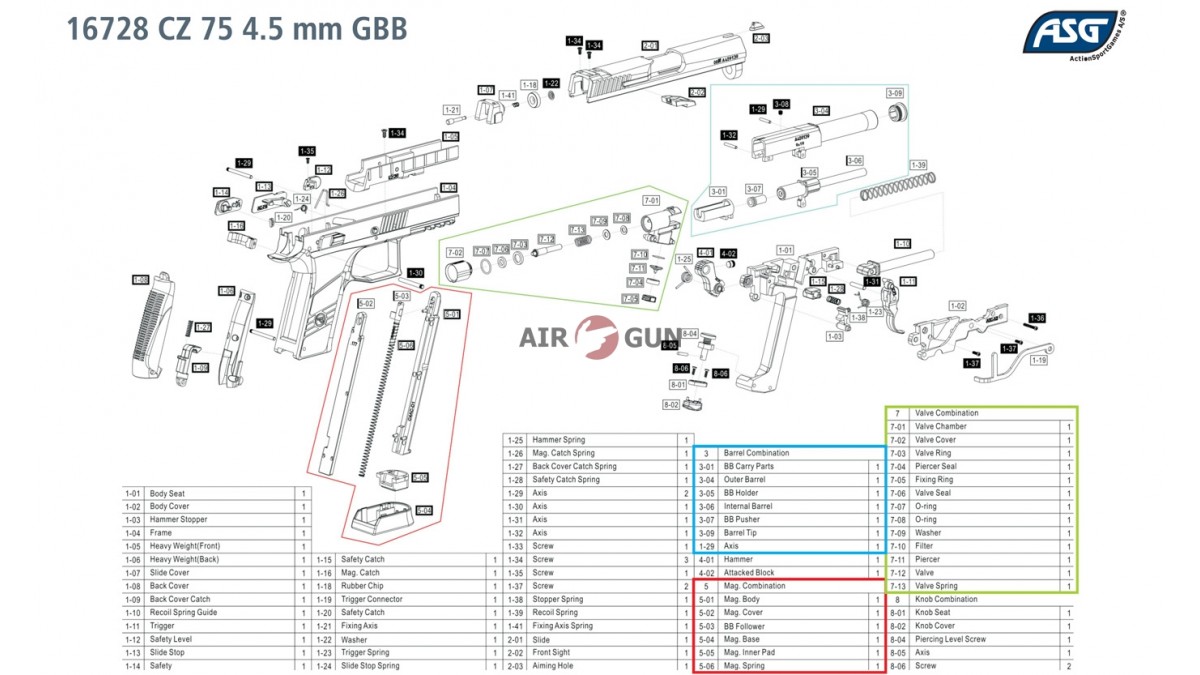 16728 CZ 75 4.5 mm GBB
ASG
ActionSportGames A/S ®
1-34
1-34
2-01
2-03
1-07
1-41
1-18
1-22
1-21
2-02
1-29
3-08
3-04
3-09
1-32
3-06
3-05
1-39
3-07
3-01
1-34
1-05
1-35
1-29
1-12
1-14
1-13
1-24
1-04
1-20
7-01
7-08
7-09
7-13
7-12
7-02
7-10
7-11
7-04
7-05
1-25
4-01
4-02
1-01
1-10
1-31
1-11
1-38
1-23
1-03
1-02
1-36
1-37
1-37
1-19
1-30
1-29
1-27
1-09
5-02
5-03
5-01
5-04
8-04
8-05
8-06
8-06
8-01
8-02
AIR GUN
1-01 Body Seat 1
1-02 Body Cover 1
1-03 Hammer Stopper 1
1-04 Frame 1
1-05 Heavy Weight(Front) 1
1-06 Heavy Weight(Back) 1
1-07 Slide Cover 1
1-08 Back Cover 1
1-09 Back Cover Catch 1
1-10 Recoil Spring Guide 1
1-11 Trigger 1
1-12 Safety Level 1
1-13 Slide Stop 1
1-14 Safety 1
1-15 Safety Catch 1
1-16 Mag. Catch 1
1-18 Rubber Chip 1
1-19 Trigger Connector 1
1-20 Safety Catch 1
1-21 Fixing Axis 1
1-22 Washer 1
1-23 Trigger Spring 1
1-24 Slide Stop Spring 1
1-25 Hammer Spring 1
1-26 Mag. Catch Spring 1
1-27 Back Cover Catch Spring 1
1-28 Safety Catch Spring 1
1-29 Axis 2
1-30 Axis 1
1-31 Axis 1
1-32 Axis 1
1-33 Screw 1
1-34 Screw 3
1-35 Screw 1
1-37 Screw 2
1-38 Stopper Spring 1
1-39 Recoil Spring 1
1-41 Fixing Axis Spring 1
2-01 Slide 1
2-02 Front Sight 1
2-03 Aiming Hole 1
3 Barrel Combination
3-01 BB Carry Parts 1
3-04 Outer Barrel 1
3-05 BB Holder 1
3-06 Internal Barrel 1
3-07 BB Pusher 1
3-09 Barrel Tip 1
1-29 Axis 1
4-01 Hammer 1
4-02 Attacked Block 1
5 Mag. Combination
5-01 Mag. Body 1
5-02 Mag. Cover 1
5-03 BB Follower 1
5-04 Mag. Base 1
5-05 Mag. Inner Pad 1
5-06 Mag. Spring 1
7 Valve Combination
7-01 Valve Chamber 1
7-02 Valve Cover 1
7-03 Valve Ring 1
7-04 Piercer Seal 1
7-05 Fixing Ring 1
7-06 Valve Seal 1
7-07 O-ring 1
7-08 O-ring 1
7-09 Washer 1
7-10 Filter 1
7-11 Piercer 1
7-12 Valve 1
7-13 Valve Spring 1
8 Knob Combination
8-01 Knob Seat 1
8-02 Knob Cover 1
8-04 Piercing Level Screw 1
8-05 Axis 1
8-06 Screw 2